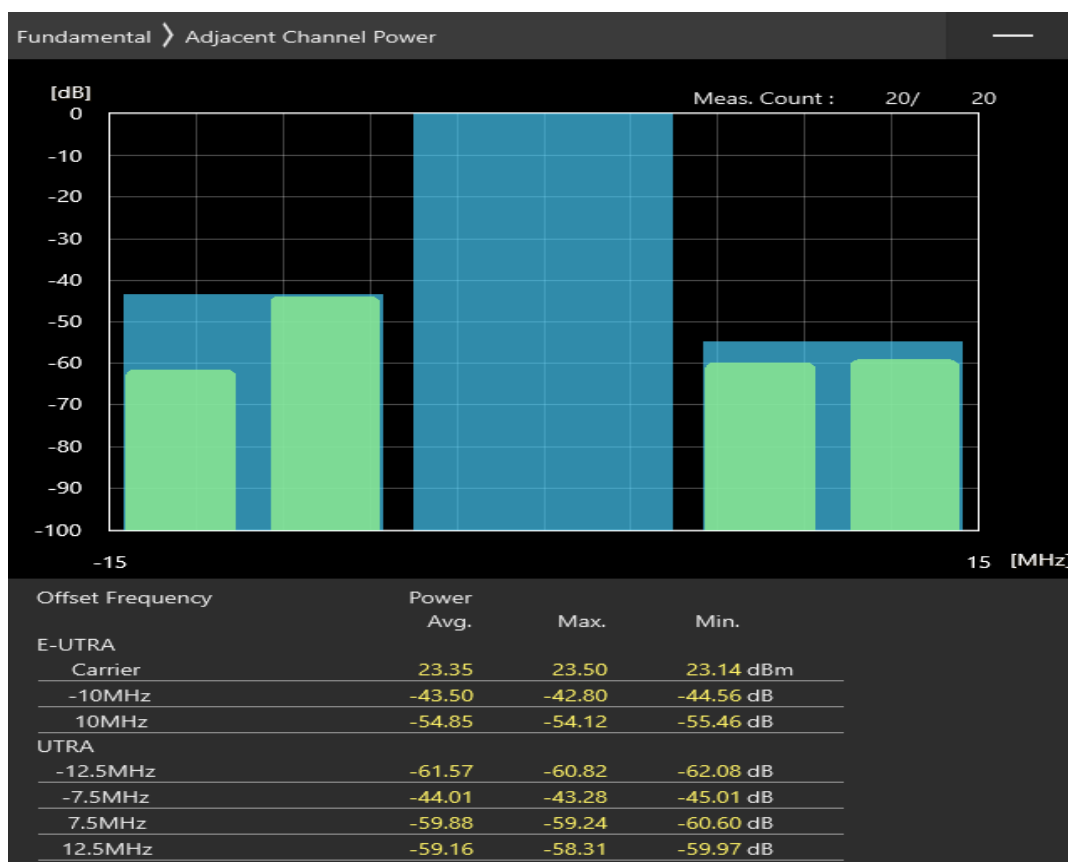 Fundamental ❯ Adjacent Channel Power
[dB]
Meas. Count : 20/ 20
0
-10
-20
-30
-40
-50
-60
-70
-80
-90
-100
-15 15 [MHz]
Offset Frequency Power
Avg. Max. Min.
E-UTRA
Carrier 23.35 23.50 23.14 dBm
-10MHz -43.50 -42.80 -44.56 dB
10MHz -54.85 -54.12 -55.46 dB
UTRA
-12.5MHz -61.57 -60.82 -62.08 dB
-7.5MHz -44.01 -43.28 -45.01 dB
7.5MHz -59.88 -59.24 -60.60 dB
12.5MHz -59.16 -58.31 -59.97 dB